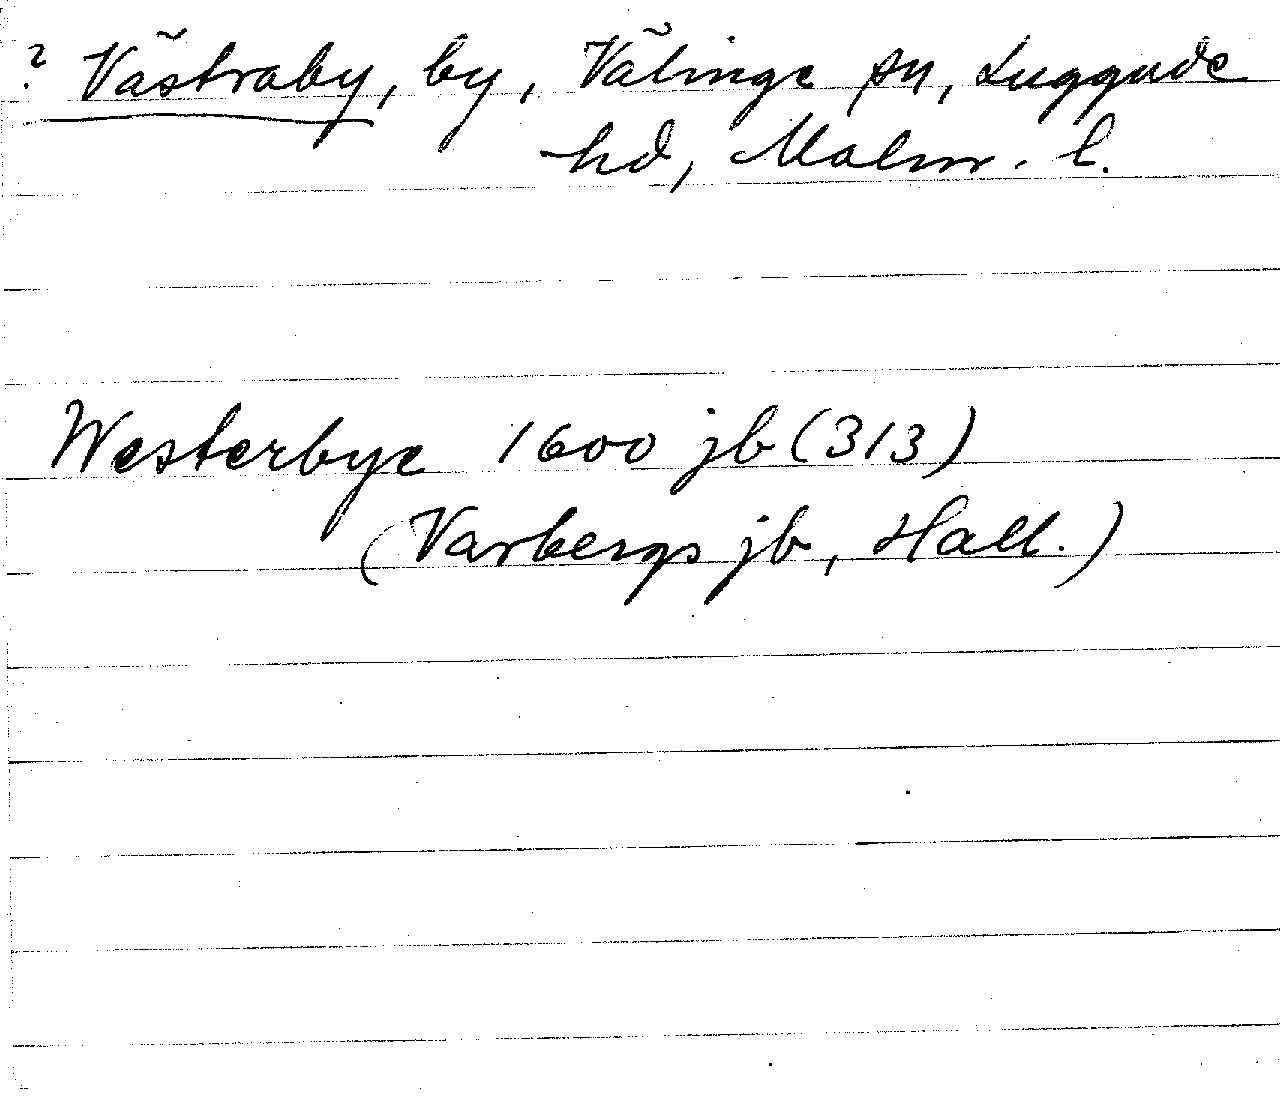 ? Västraby, by, Välinge sn, Luggude
hd, Malm. l.
Westerbye 1600 jb (313)
(Varbergs jb, Hall.)